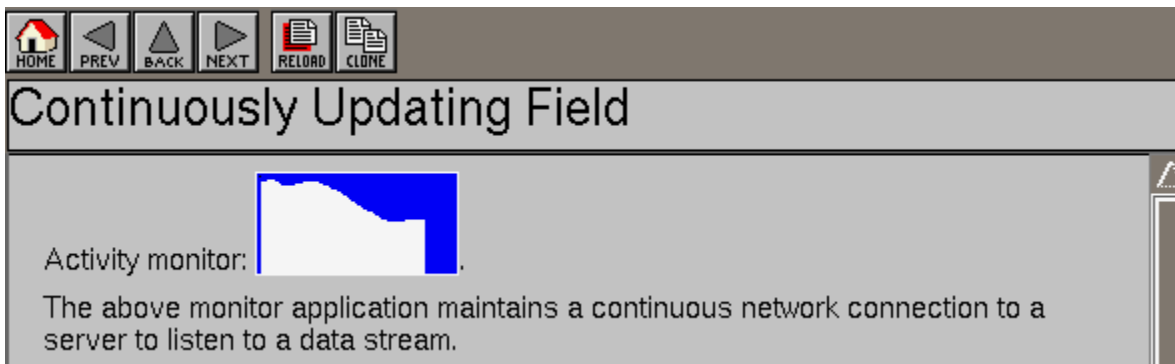 HOME PREV BACK NEXT RELOAD CLONE
Continuously Updating Field
Activity monitor: .
The above monitor application maintains a continuous network connection to a
server to listen to a data stream.